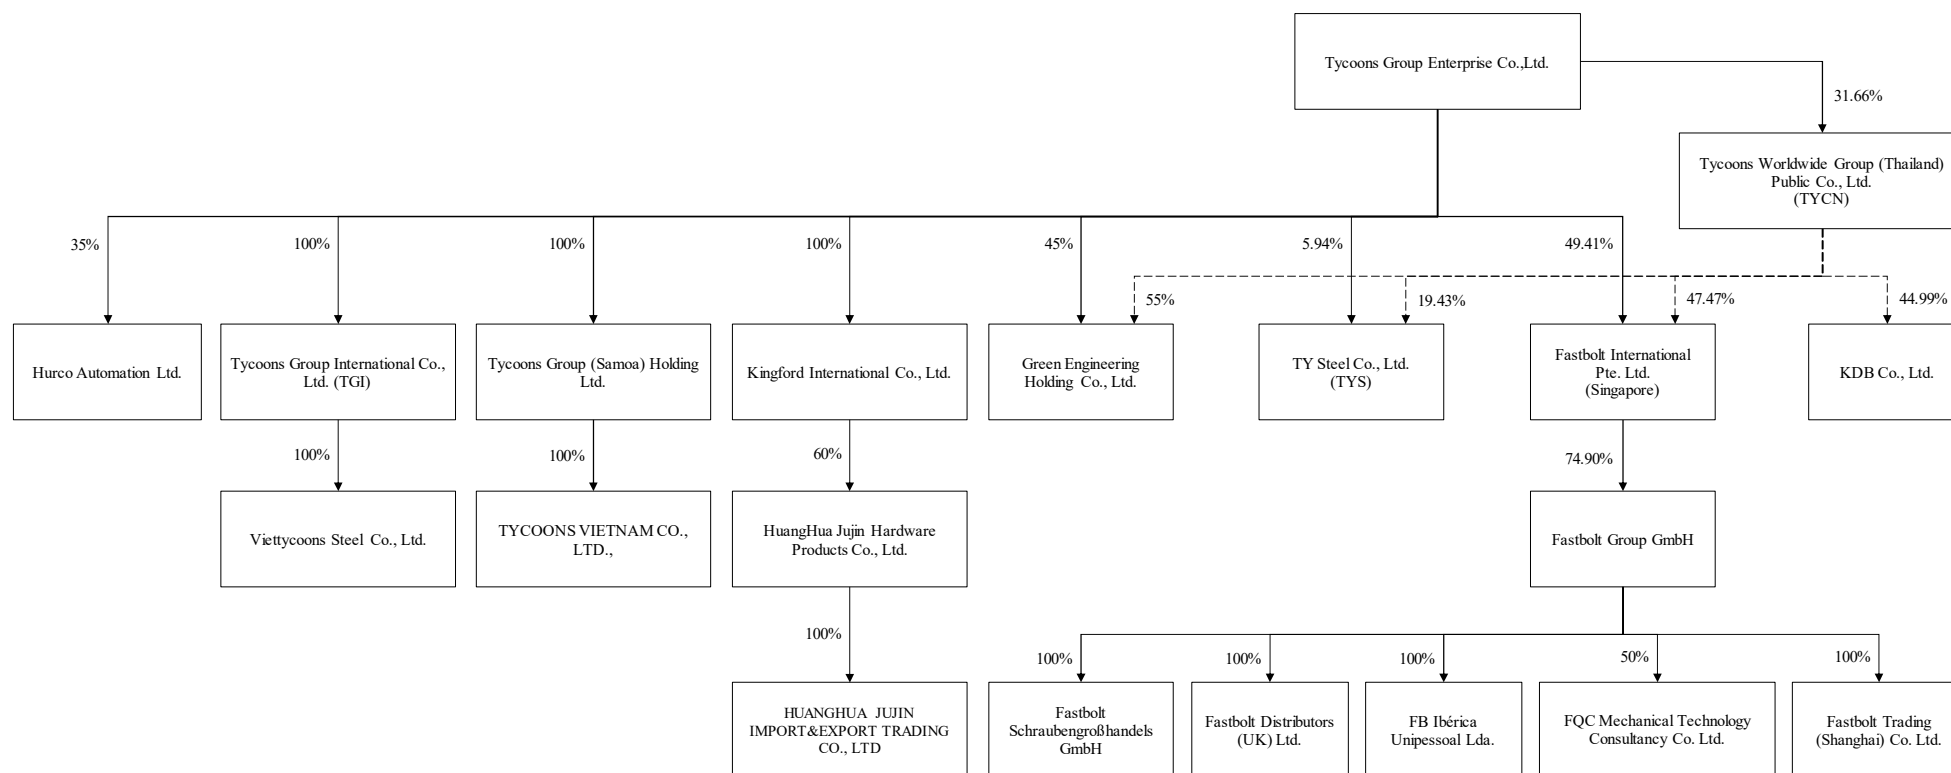 Tycoons Group Enterprise Co.,Ltd.
31.66%
Tycoons Worldwide Group (Thailand)
Public Co., Ltd.
(TYCN)
35%
100%
100%
100%
45%
5.94%
49.41%
55%
19.43%
47.47%
44.99%
Hurco Automation Ltd.
Tycoons Group International Co.,
Ltd. (TGI)
Tycoons Group (Samoa) Holding
Ltd.
Kingford International Co., Ltd.
Green Engineering
Holding Co., Ltd.
TY Steel Co., Ltd.
(TYS)
Fastbolt International
Pte. Ltd.
(Singapore)
KDB Co., Ltd.
100%
100%
60%
74.90%
Viettycoons Steel Co., Ltd.
TYCOONS VIETNAM CO.,
LTD.,
HuangHua Jujin Hardware
Products Co., Ltd.
Fastbolt Group GmbH
100%
100%
100%
100%
50%
100%
HUANGHUA JUJIN
IMPORT&EXPORT TRADING
CO., LTD
Fastbolt
Schraubengroßhandels
GmbH
Fastbolt Distributors
(UK) Ltd.
FB Ibérica
Unipessoal Lda.
FQC Mechanical Technology
Consultancy Co. Ltd.
Fastbolt Trading
(Shanghai) Co. Ltd.